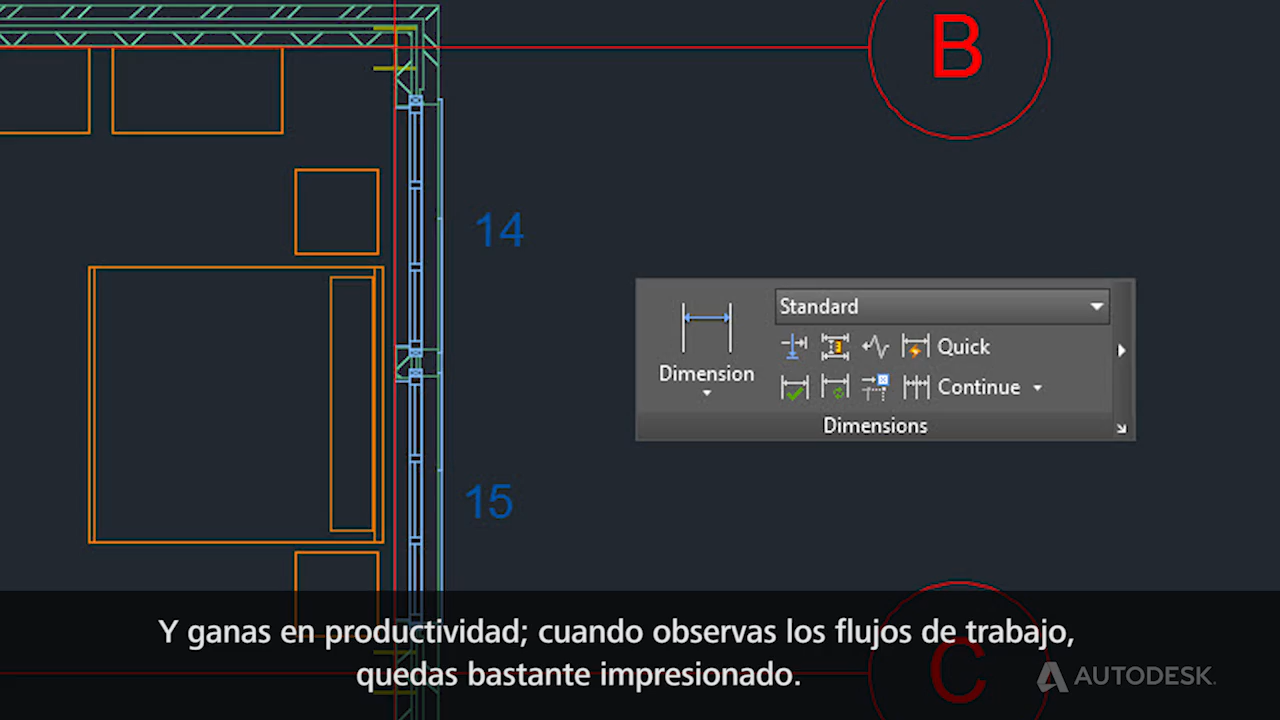 B
14
Standard
Quick
Dimension
Continue
Dimensions
15
Y ganas en productividad; cuando observas los flujos de trabajo,
quedas bastante impresionado.
C
AUTODESK.